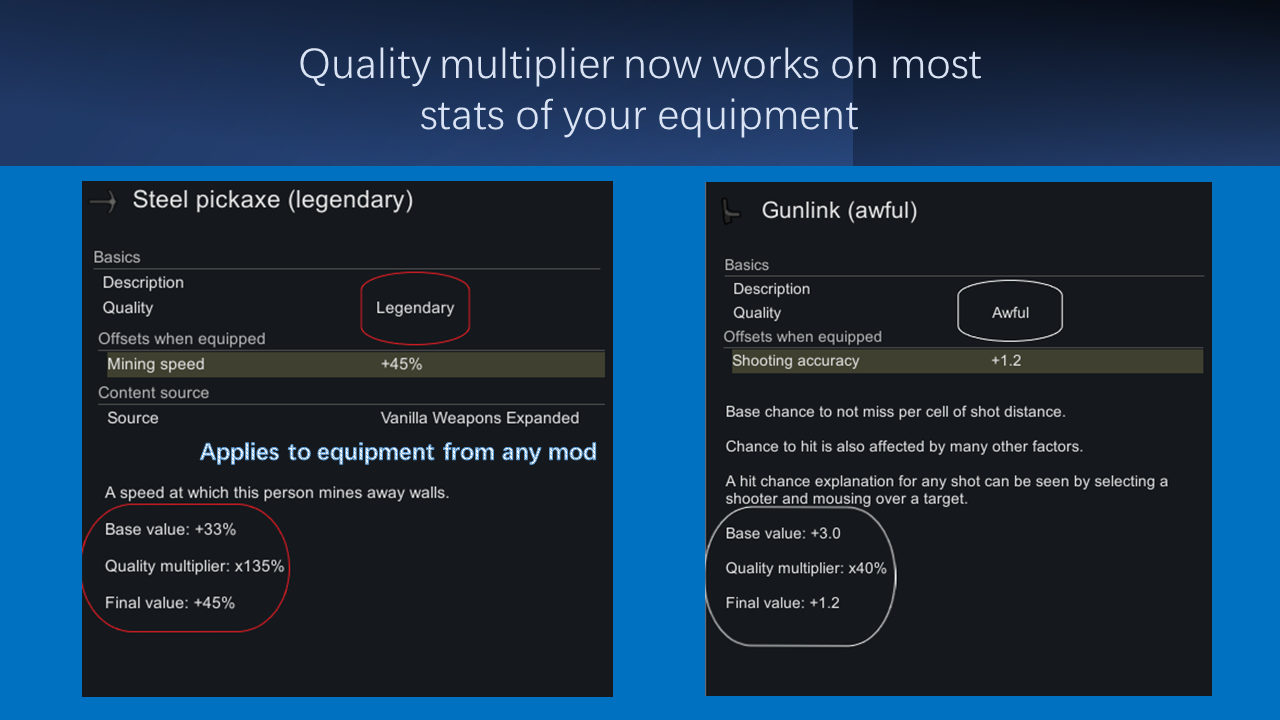 Quality multiplier now works on most
stats of your equipment
Steel pickaxe (legendary)
Basics
Description
Quality Legendary
Offsets when equipped
Mining speed +45%
Content source
Source Vanilla Weapons Expanded
Applies to equipment from any mod
A speed at which this person mines away walls.
Base value: +33%
Quality multiplier: x135%
Final value: +45%
Gunlink (awful)
Basics
Description
Quality Awful
Offsets when equipped
Shooting accuracy +1.2
Base chance to not miss per cell of shot distance.
Chance to hit is also affected by many other factors.
A hit chance explanation for any shot can be seen by selecting a
shooter and mousing over a target.
Base value: +3.0
Quality multiplier: x40%
Final value: +1.2